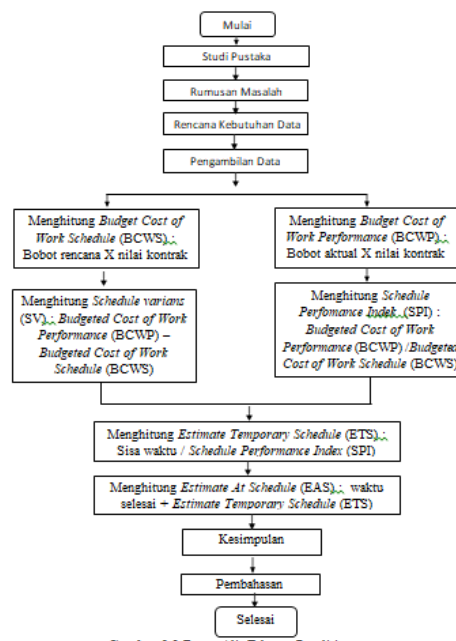 Mulai
Studi Pustaka
Rumusan Masalah
Rencana Kebutuhan Data
Pengambilan Data
Menghitung Budget Cost of
Work Schedule (BCWS) :
Bobot rencana X nilai kontrak
Menghitung Budget Cost of
Work Performance (BCWP) :
Bobot aktual X nilai kontrak
Menghitung Schedule varians
(SV) : Budgeted Cost of Work
Performance (BCWP) –
Budgeted Cost of Work
Schedule (BCWS)
Menghitung Schedule
Perfomance Indek (SPI) :
Budgeted Cost of Work
Performance (BCWP) /Budgeted
Cost of Work Schedule (BCWS)
Menghitung Estimate Temporary Schedule (ETS) :
Sisa waktu / Schedule Performance Index (SPI)
Menghitung Estimate At Schedule (EAS) : waktu
selesai + Estimate Temporary Schedule (ETS)
Kesimpulan
Pembahasan
Selesai